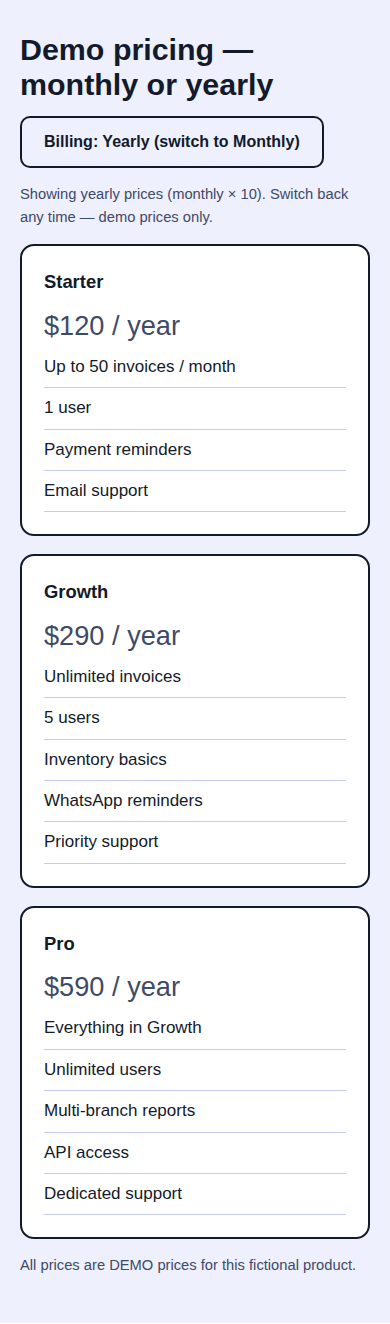 Demo pricing —
monthly or yearly
Billing: Yearly (switch to Monthly)
Showing yearly prices (monthly × 10). Switch back
any time — demo prices only.
Starter
$120 / year
Up to 50 invoices / month
1 user
Payment reminders
Email support
Growth
$290 / year
Unlimited invoices
5 users
Inventory basics
WhatsApp reminders
Priority support
Pro
$590 / year
Everything in Growth
Unlimited users
Multi-branch reports
API access
Dedicated support
All prices are DEMO prices for this fictional product.